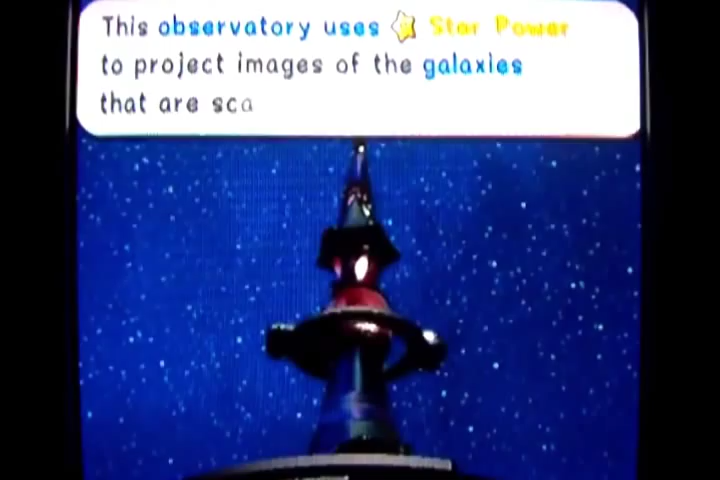 This observatory uses Star Power
to project images of the galaxies
that are sca